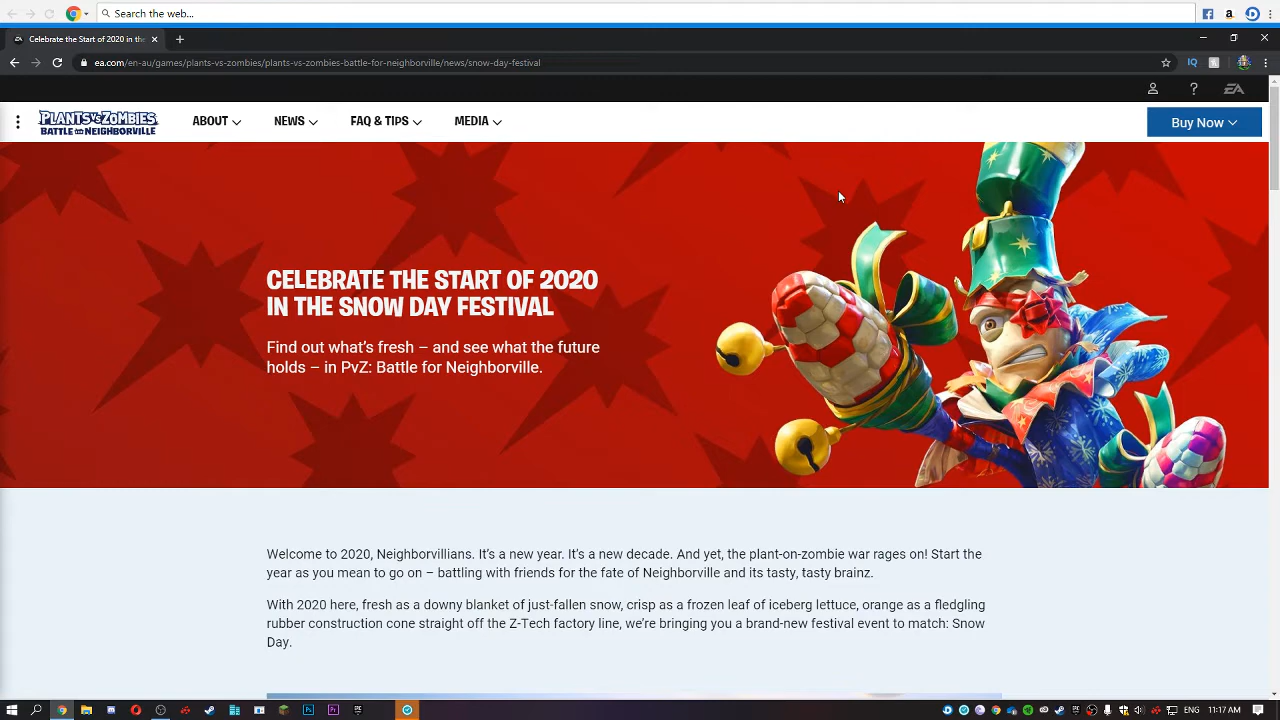 Search the web...
Celebrate the Start of 2020 in the
ea.com/en-au/games/plants-vs-zombies/plants-vs-zombies-battle-for-neighborville/news/snow-day-festival
IQ
EA
PLANTS VS ZOMBIES
BATTLE FOR NEIGHBORVILLE
ABOUT
NEWS
FAQ & TIPS
MEDIA
Buy Now
CELEBRATE THE START OF 2020
IN THE SNOW DAY FESTIVAL
Find out what's fresh – and see what the future
holds – in PvZ: Battle for Neighborville.
Welcome to 2020, Neighborvillians. It's a new year. It's a new decade. And yet, the plant-on-zombie war rages on! Start the
year as you mean to go on – battling with friends for the fate of Neighborville and its tasty, tasty brainz.
With 2020 here, fresh as a downy blanket of just-fallen snow, crisp as a frozen leaf of iceberg lettuce, orange as a fledgling
rubber construction cone straight off the Z-Tech factory line, we're bringing you a brand-new festival event to match: Snow
Day.
ENG
11:17 AM